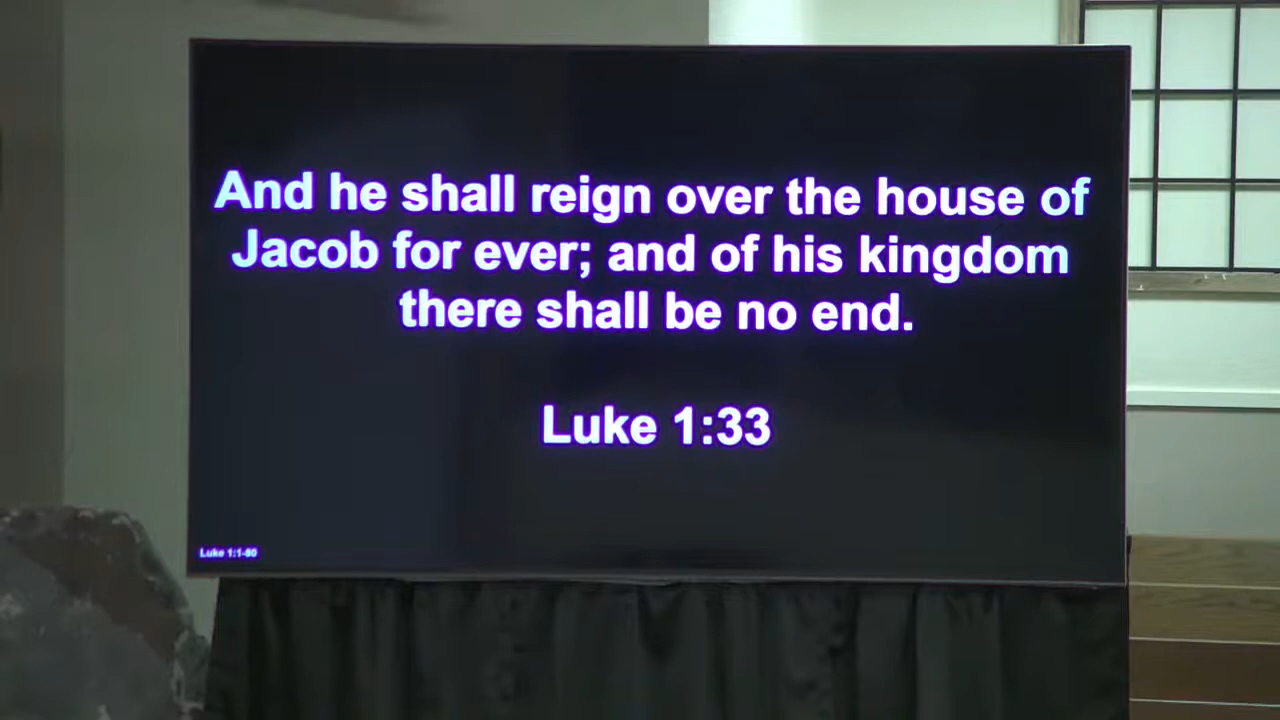 And he shall reign over the house of
Jacob for ever; and of his kingdom
there shall be no end.
Luke 1:33
Luke 1:1-80